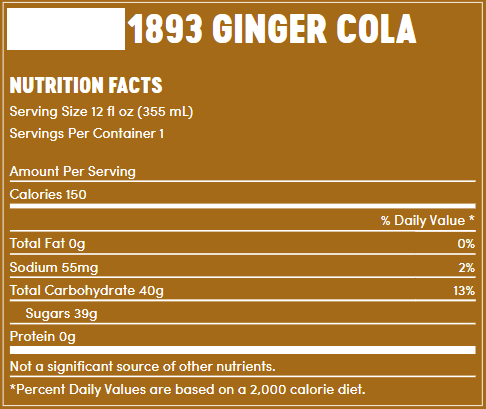 1893 GINGER COLA
NUTRITION FACTS
Serving Size 12 fl oz (355 mL)
Servings Per Container 1
Amount Per Serving
Calories 150
% Daily Value *
Total Fat 0g 0%
Sodium 55mg 2%
Total Carbohydrate 40g 13%
Sugars 39g
Protein 0g
Not a significant source of other nutrients.
*Percent Daily Values are based on a 2,000 calorie diet.